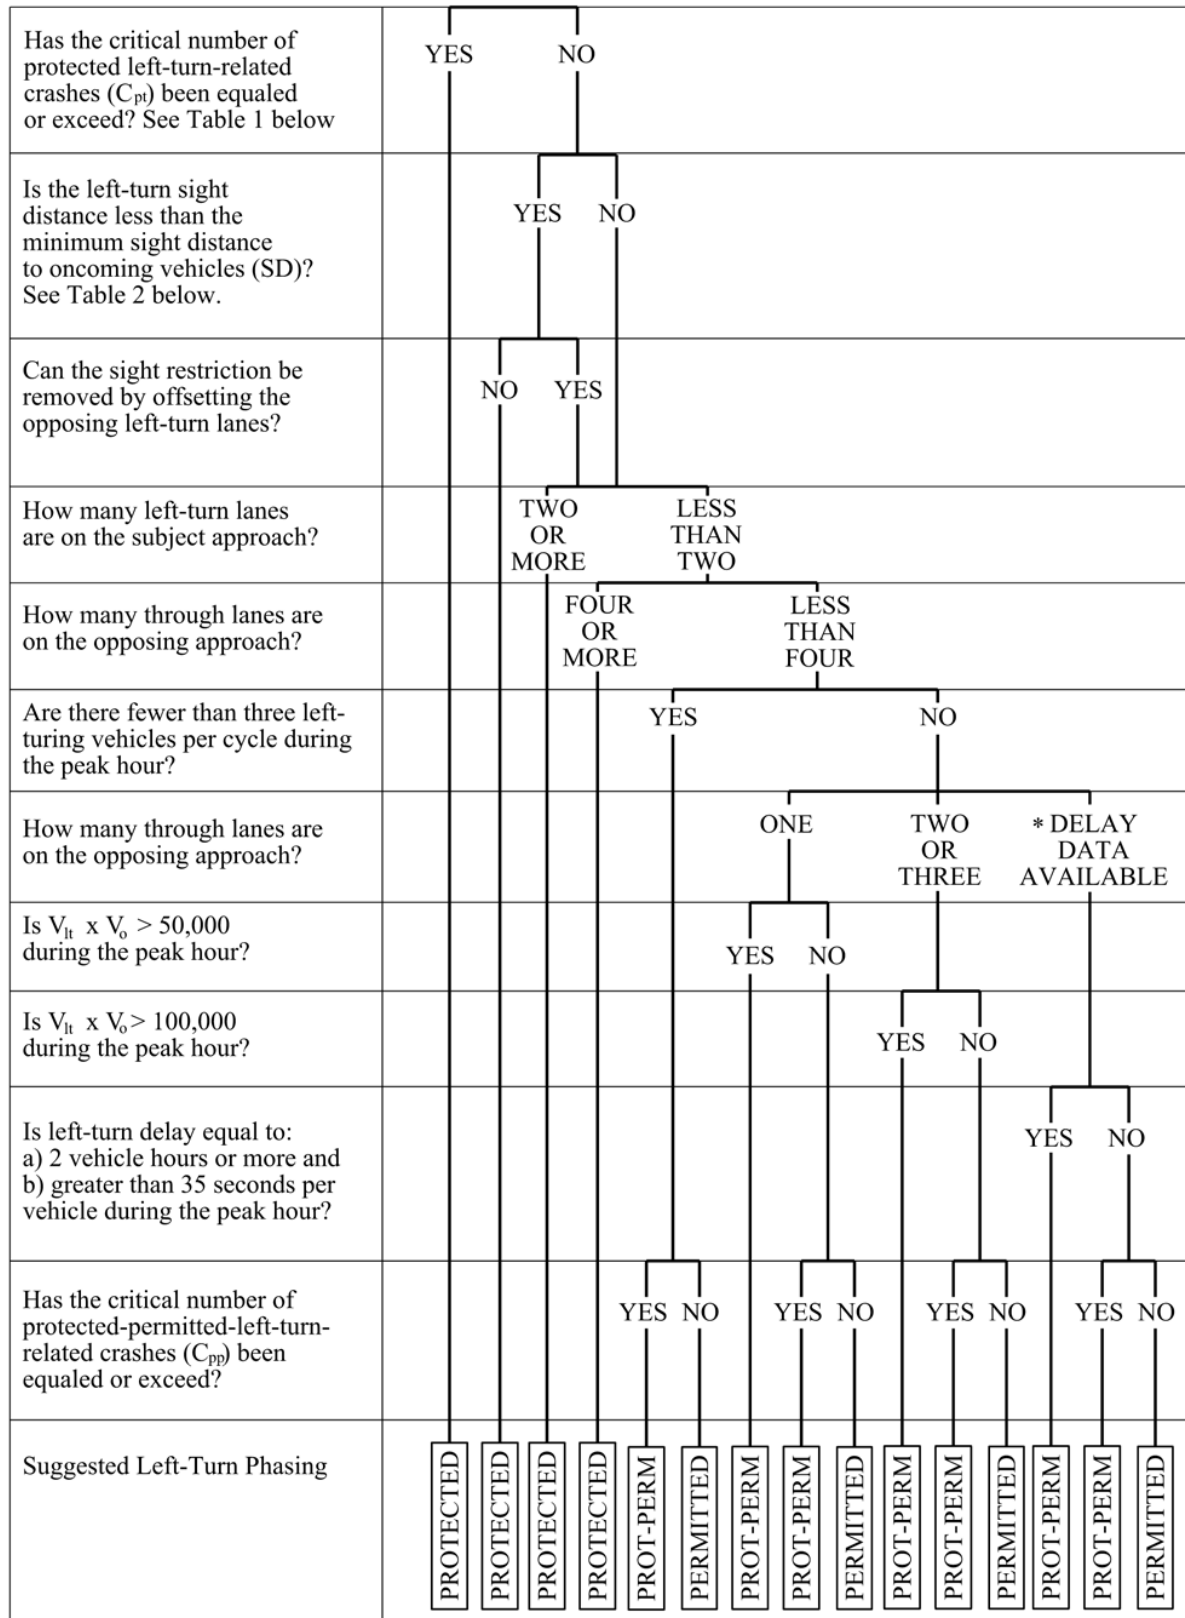 Has the critical number of
protected left-turn-related
crashes (Cpt) been equaled
or exceed? See Table 1 below
YES NO
Is the left-turn sight
distance less than the
minimum sight distance
to oncoming vehicles (SD)?
See Table 2 below.
YES NO
Can the sight restriction be
removed by offsetting the
opposing left-turn lanes?
NO YES
How many left-turn lanes
are on the subject approach?
TWO
OR
MORE
LESS
THAN
TWO
How many through lanes are
on the opposing approach?
FOUR
OR
MORE
LESS
THAN
FOUR
Are there fewer than three left-
turing vehicles per cycle during
the peak hour?
YES NO
How many through lanes are
on the opposing approach?
ONE
TWO
OR
THREE
* DELAY
DATA
AVAILABLE
Is Vlt x Vo > 50,000
during the peak hour?
YES NO
Is Vlt x Vo > 100,000
during the peak hour?
YES NO
Is left-turn delay equal to:
a) 2 vehicle hours or more and
b) greater than 35 seconds per
vehicle during the peak hour?
YES NO
Has the critical number of
protected-permitted-left-turn-
related crashes (Cpp) been
equaled or exceed?
YES NO YES NO YES NO YES NO
Suggested Left-Turn Phasing
PROTECTED
PROTECTED
PROTECTED
PROTECTED
PROT-PERM
PERMITTED
PROT-PERM
PROT-PERM
PERMITTED
PROT-PERM
PROT-PERM
PERMITTED
PROT-PERM
PROT-PERM
PERMITTED